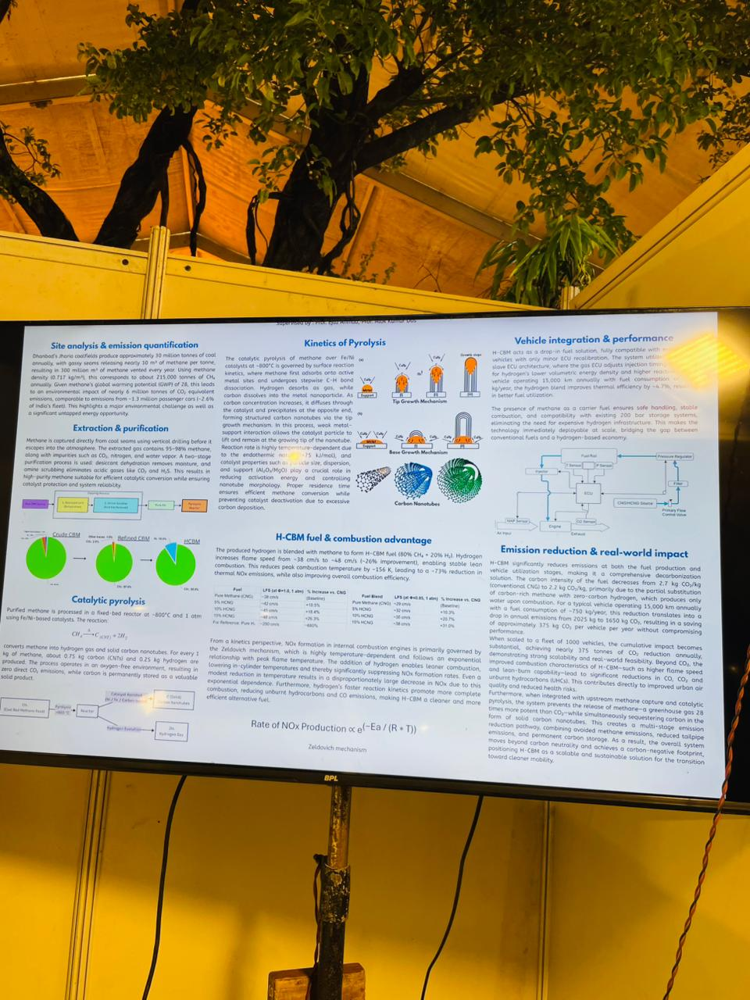 Supervised by : Prof. Ejaz Ahmad, Prof. Alok Kumar Das
Site analysis & emission quantification
Dhanbad's Jharia coalfields produce approximately 30 million tonnes of coal
annually, with gassy seams releasing nearly 10 m³ of methane per tonne,
resulting in 300 million m³ of methane vented every year. Using methane
density (0.717 kg/m³), this corresponds to about 215,000 tonnes of CH₄
annually. Given methane's global warming potential (GWP) of 28, this leads
to an environmental impact of nearly 6 million tonnes of CO₂ equivalent
emissions, comparable to emissions from ~1.3 million passenger cars (~2.6%
of India's fleet). This highlights a major environmental challenge as well as
a significant untapped energy opportunity.
Extraction & purification
Methane is captured directly from coal seams using vertical drilling before it
escapes into the atmosphere. The extracted gas contains 95–98% methane,
along with impurities such as CO₂, nitrogen, and water vapor. A two-stage
purification process is used: desiccant dehydration removes moisture, and
amine scrubbing eliminates acidic gases like CO₂ and H₂S. This results in
high-purity methane suitable for efficient catalytic conversion while ensuring
catalyst protection and system reliability.
Crude CBM
Refined CBM
HCBM
Catalytic pyrolysis
Purified methane is processed in a fixed-bed reactor at ~800°C and 1 atm
using Fe/Ni-based catalysts. The reaction:
CH₄ → C(CNT) + 2H₂
converts methane into hydrogen gas and solid carbon nanotubes. For every 1
kg of methane, about 0.75 kg carbon (CNTs) and 0.25 kg hydrogen are
produced. The process operates in an oxygen-free environment, resulting in
zero direct CO₂ emissions, while carbon is permanently stored as a valuable
solid product.
CH₄
(Coal Bed Methane Feed)
Pyrolysis
~800 °C
Reactor
Catalyst Assisted
C (Solid)
Carbon Nanotubes
Hydrogen Evolution
2H₂
Hydrogen Gas
Kinetics of Pyrolysis
The catalytic pyrolysis of methane over Fe/Ni
catalysts at ~800°C is governed by surface reaction
kinetics, where methane first adsorbs onto active
metal sites and undergoes stepwise C–H bond
dissociation. Hydrogen desorbs as gas, while
carbon dissolves into the metal nanoparticle. As
carbon concentration increases, it diffuses through
the catalyst and precipitates at the opposite end,
forming structured carbon nanotubes via the tip
growth mechanism. In this process, weak metal–
support interaction allows the catalyst particle to
lift and remain at the growing tip of the nanotube.
Reaction rate is highly temperature-dependent due
to the endothermic ~75 kJ/mol), and
catalyst properties such as particle size, dispersion,
and support (Al₂O₃/MgO) play a crucial role in
reducing activation energy and controlling
nanotube morphology. Proper residence time
ensures efficient methane conversion while
preventing catalyst deactivation due to excessive
carbon deposition.
Growth stops
Metal
Support
Tip Growth Mechanism
Metal
Support
Base Growth Mechanism
Carbon Nanotubes
H-CBM fuel & combustion advantage
The produced hydrogen is blended with methane to form H-CBM fuel (80% CH₄ + 20% H₂). Hydrogen
increases flame speed from ~38 cm/s to ~48 cm/s (~26% improvement), enabling stable lean
combustion. This reduces peak combustion temperature by ~156 K, leading to a ~73% reduction in
thermal NOx emissions, while also improving overall combustion efficiency.
Fuel LFS (at Φ=1.0, 1 atm) % Increase vs. CNG
Pure Methane (CNG) ~38 cm/s (Baseline)
5% HCNG ~42 cm/s +10.5%
10% HCNG
15% HCNG ~48 cm/s +26.3%
For Reference: Pure H₂
Fuel Blend LFS (at Φ=0.85, 1 atm) % Increase vs. CNG
Pure Methane (CNG) ~29 cm/s (Baseline)
5% HCNG ~32 cm/s +10.3%
10% HCNG ~35 cm/s +20.7%
15% HCNG ~38 cm/s +31.0%
From a kinetics perspective, NOx formation in internal combustion engines is primarily governed by
the Zeldovich mechanism, which is highly temperature-dependent and follows an exponential
relationship with peak flame temperature. The addition of hydrogen enables leaner combustion,
lowering in-cylinder temperatures and thereby significantly suppressing NOx formation rates. Even a
modest reduction in temperature results in a disproportionately large decrease in NOx due to this
exponential dependence. Furthermore, hydrogen's faster reaction kinetics promote more complete
combustion, reducing unburnt hydrocarbons and CO emissions, making H-CBM a cleaner and more
efficient alternative fuel.
Rate of NOx Production ∝ e^(-Ea / (R * T))
Zeldovich mechanism
Vehicle integration & performance
H-CBM acts as a drop-in fuel solution, fully compatible with
vehicles with only minor ECU recalibration. The system
slave ECU architecture, where the gas ECU adjusts injection timing
for hydrogen's lower volumetric energy density and higher
vehicle operating 15,000 km annually with fuel consumption
kg/year, the hydrogen blend improves thermal efficiency by ~4.7%,
in better fuel utilization.
The presence of methane as a carrier fuel ensures safe handling, stable
combustion, and compatibility with existing 200 bar storage systems,
eliminating the need for expensive hydrogen infrastructure. This makes the
technology immediately deployable at scale, bridging the gap between
conventional fuels and a hydrogen-based economy.
Fuel Rail
Pressure Regulator
T Sensor
P Sensor
Injector
Filter
ECU
CNG/HCNG Source
Primary Flow
Control Valve
MAP Sensor
O2 Sensor
Engine
Air Input
Exhaust
Emission reduction & real-world impact
H-CBM significantly reduces emissions at both the fuel production and
vehicle utilization stages, making it a comprehensive decarbonization
solution. The carbon intensity of the fuel decreases from 2.7 kg CO₂/kg
(conventional CNG) to 2.2 kg CO₂/kg, primarily due to the partial substitution
of carbon-rich methane with zero-carbon hydrogen, which produces only
water upon combustion. For a typical vehicle operating 15,000 km annually
with a fuel consumption of ~750 kg/year, this reduction translates into a
drop in annual emissions from 2025 kg to 1650 kg CO₂, resulting in a saving
of approximately 375 kg CO₂ per vehicle per year without compromising
performance.
When scaled to a fleet of 1000 vehicles, the cumulative impact becomes
substantial, achieving nearly 375 tonnes of CO₂ reduction annually,
demonstrating strong scalability and real-world feasibility. Beyond CO₂, the
improved combustion characteristics of H-CBM—such as higher flame speed
and lean-burn capability—lead to significant reductions in CO, CO₂ and
unburnt hydrocarbons (UHCs). This contributes directly to improved urban air
quality and reduced health risks.
Furthermore, when integrated with upstream methane capture and catalytic
pyrolysis, the system prevents the release of methane—a greenhouse gas 28
times more potent than CO₂—while simultaneously sequestering carbon in the
form of solid carbon nanotubes. This creates a multi-stage emission
reduction pathway, combining avoided methane emissions, reduced tailpipe
emissions, and permanent carbon storage. As a result, the overall system
moves beyond carbon neutrality and achieves a carbon-negative footprint,
positioning H-CBM as a scalable and sustainable solution for the transition
toward cleaner mobility.
BPL